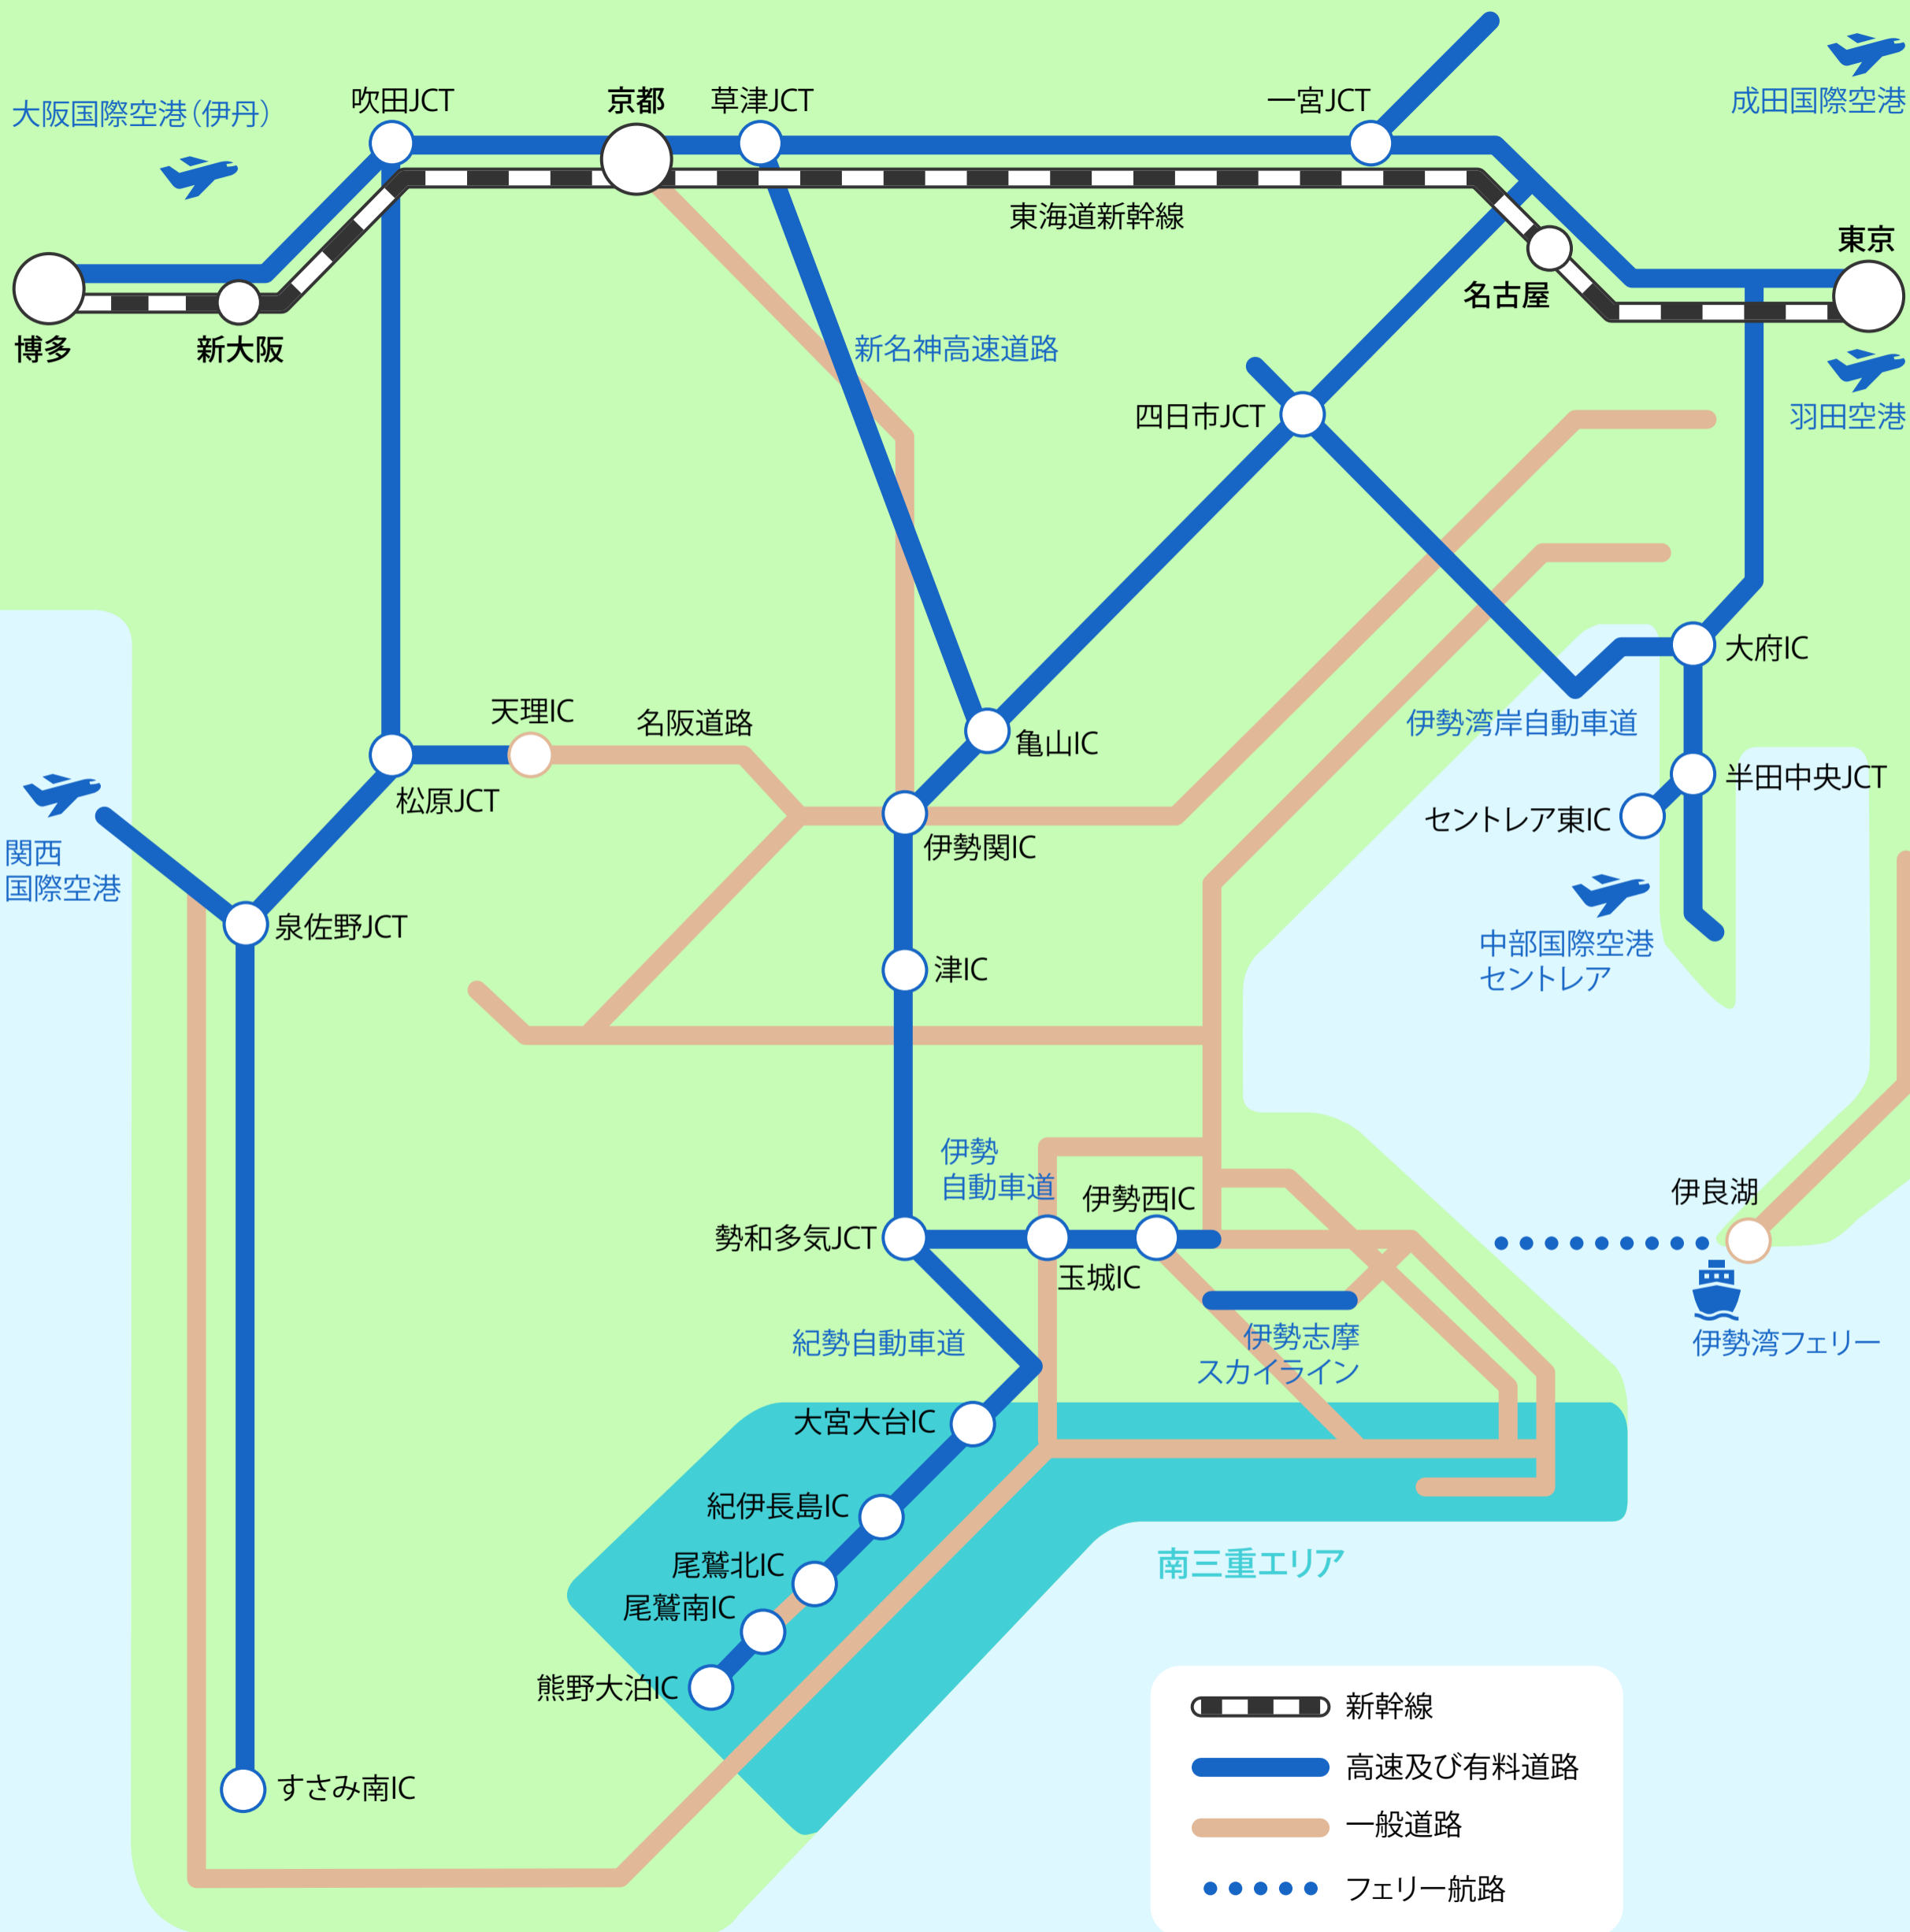 成田国際空港
大阪国際空港（伊丹）
吹田JCT
京都
草津JCT
一宮JCT
東海道新幹線
東京
名古屋
博多
新大阪
新名神高速道路
四日市JCT
羽田空港
大府IC
天理IC
名阪道路
亀山IC
伊勢湾岸自動車道
半田中央JCT
松原JCT
セントレア東IC
関西
国際空港
伊勢関IC
泉佐野JCT
津IC
中部国際空港
セントレア
伊勢
自動車道
伊勢西IC
伊良湖
勢和多気JCT
玉城IC
紀勢自動車道
伊勢志摩
スカイライン
伊勢湾フェリー
大宮大台IC
紀伊長島IC
尾鷲北IC
尾鷲南IC
南三重エリア
熊野大泊IC
すさみ南IC
新幹線
高速及び有料道路
一般道路
フェリー航路